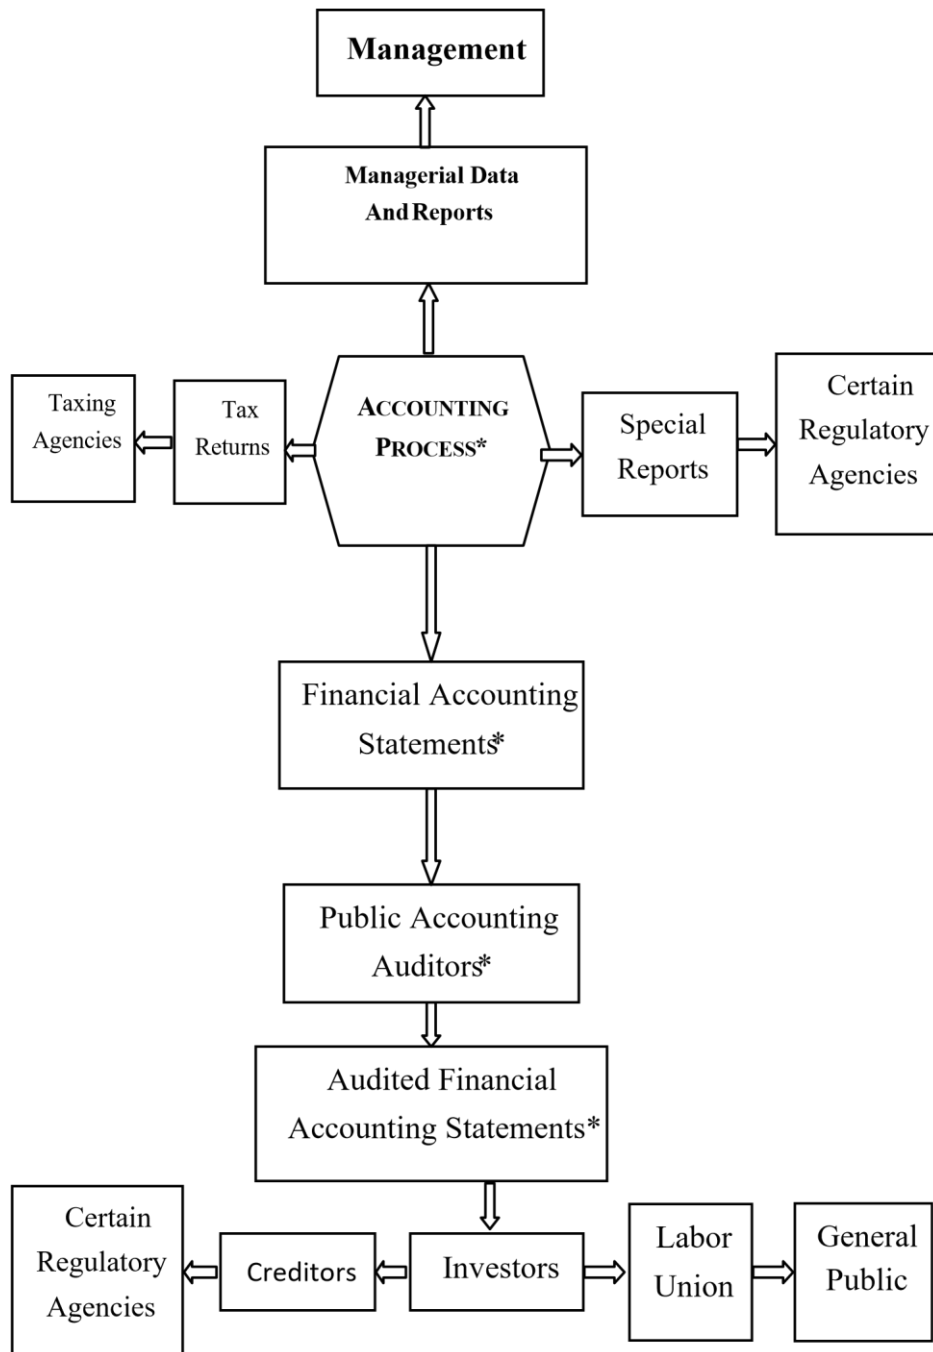 Management
Managerial Data
And Reports
Taxing
Agencies
Tax
Returns
ACCOUNTING
PROCESS*
Special
Reports
Certain
Regulatory
Agencies
Financial Accounting
Statements*
Public Accounting
Auditors*
Audited Financial
Accounting Statements*
Certain
Regulatory
Agencies
Creditors
Investors
Labor
Union
General
Public